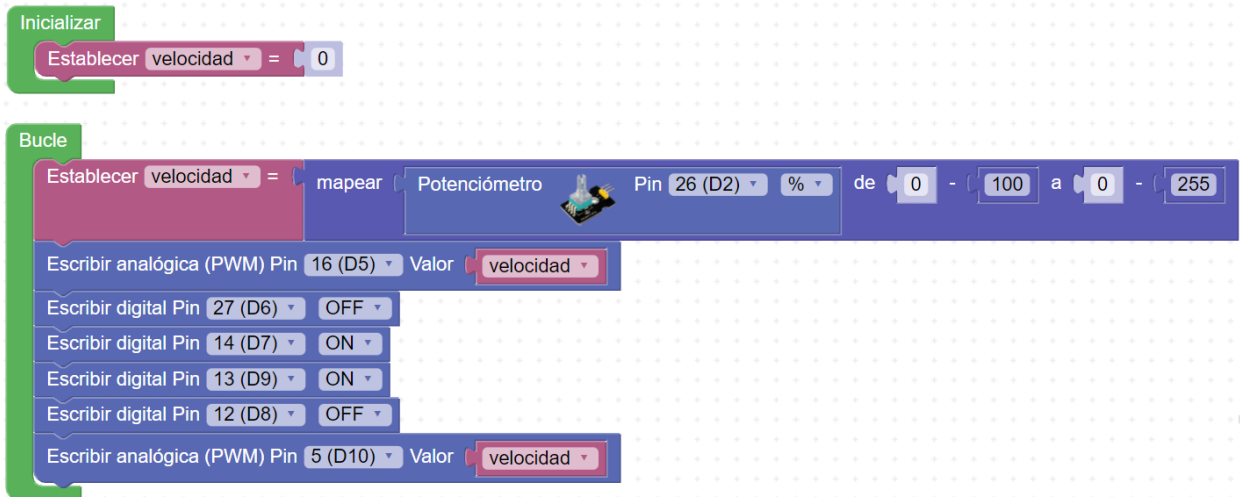 Inicializar
Establecer velocidad = 0
Bucle
Establecer velocidad = mapear Potenciómetro Pin 26 (D2) % de 0 - 100 a 0 - 255
Escribir analógica (PWM) Pin 16 (D5) Valor velocidad
Escribir digital Pin 27 (D6) OFF
Escribir digital Pin 14 (D7) ON
Escribir digital Pin 13 (D9) ON
Escribir digital Pin 12 (D8) OFF
Escribir analógica (PWM) Pin 5 (D10) Valor velocidad